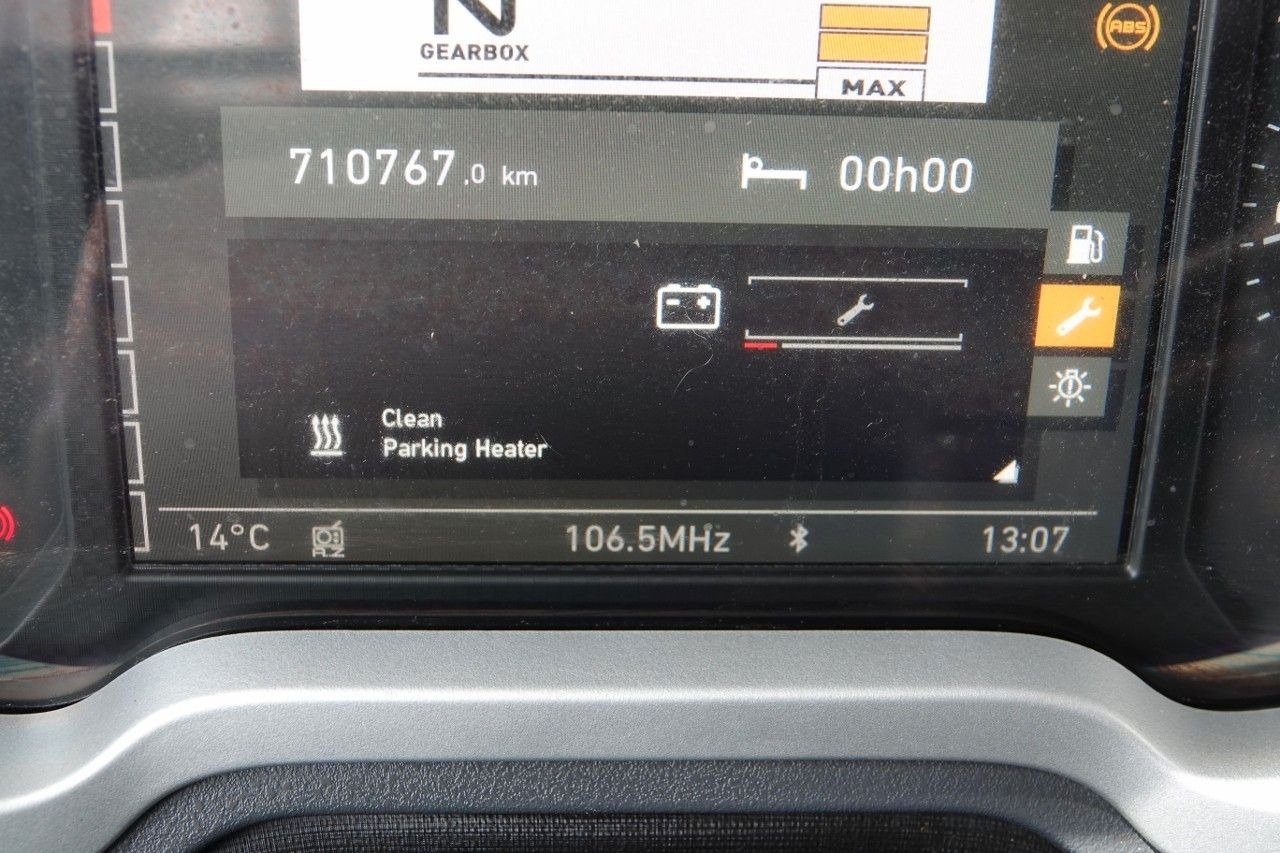 N
GEARBOX
MAX
ABS
710767.0 km
00h00
Clean
Parking Heater
14°C
106.5MHz
13:07